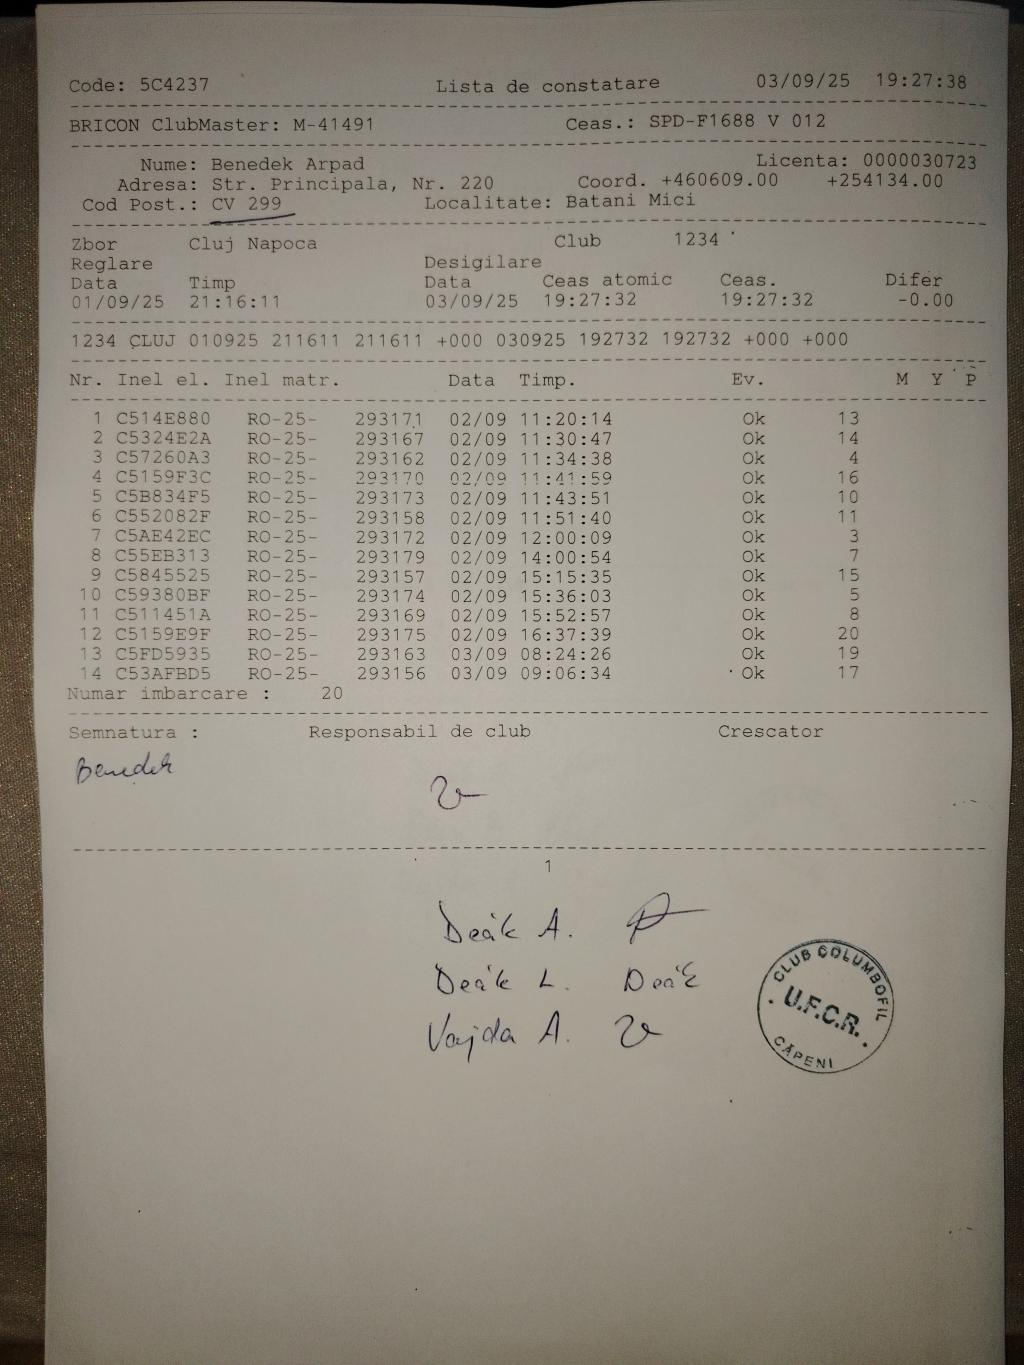 Code: 5C4237 Lista de constatare 03/09/25 19:27:38
BRICON ClubMaster: M-41491 Ceas.: SPD-F1688 V 012
Nume: Benedek Arpad Licenta: 0000030723
Adresa: Str. Principala, Nr. 220 Coord. +460609.00 +254134.00
Cod Post.: CV 299 Localitate: Batani Mici
Zbor Cluj Napoca Club 1234
Reglare Desigilare
Data Timp Data Ceas atomic Ceas. Difer
01/09/25 21:16:11 03/09/25 19:27:32 19:27:32 -0.00
1234 CLUJ 010925 211611 211611 +000 030925 192732 192732 +000 +000
Nr. Inel el. Inel matr. Data Timp. Ev. M Y P
1 C514E880 RO-25- 293171 02/09 11:20:14 Ok 13
2 C5324E2A RO-25- 293167 02/09 11:30:47 Ok 14
3 C57260A3 RO-25- 293162 02/09 11:34:38 Ok 4
4 C5159F3C RO-25- 293170 02/09 11:41:59 Ok 16
5 C5B834F5 RO-25- 293173 02/09 11:43:51 Ok 10
6 C552082F RO-25- 293158 02/09 11:51:40 Ok 11
7 C5AE42EC RO-25- 293172 02/09 12:00:09 Ok 3
8 C55EB313 RO-25- 293179 02/09 14:00:54 Ok 7
9 C5845525 RO-25- 293157 02/09 15:15:35 Ok 15
10 C59380BF RO-25- 293174 02/09 15:36:03 Ok 5
11 C511451A RO-25- 293169 02/09 15:52:57 Ok 8
12 C5159E9F RO-25- 293175 02/09 16:37:39 Ok 20
13 C5FD5935 RO-25- 293163 03/09 08:24:26 Ok 19
14 C53AFBD5 RO-25- 293156 03/09 09:06:34 Ok 17
Numar imbarcare : 20
Semnatura : Responsabil de club Crescator
Benedek
1
Deák A.
Deák L. Deák
Vajda A.
CLUB COLUMBOFIL
U.F.C.R.
CĂPENI